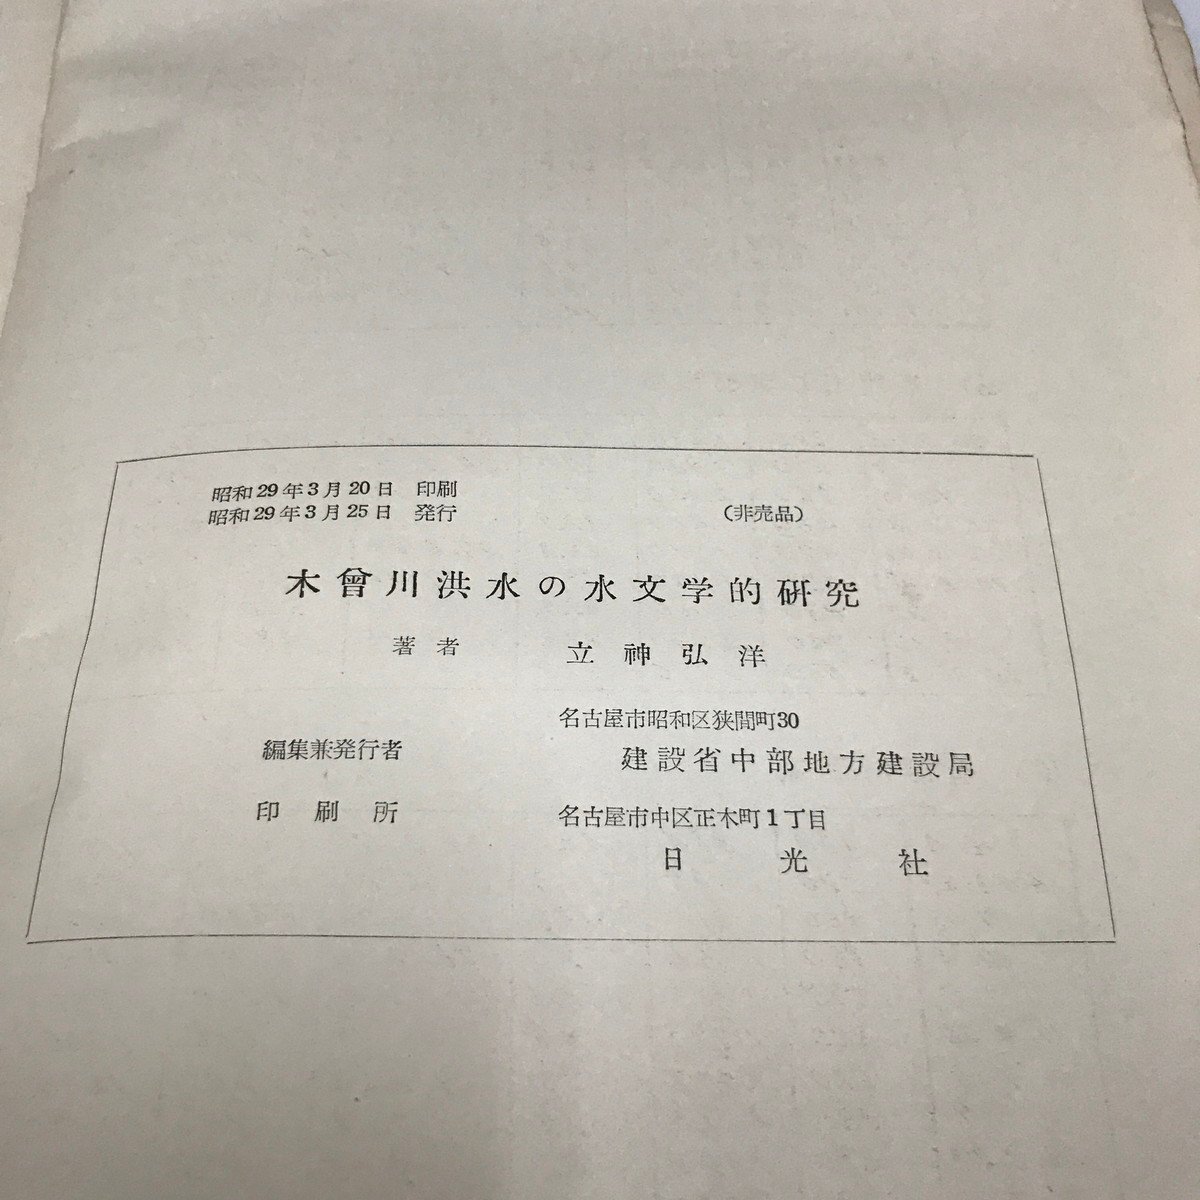 昭和29年3月20日 印刷
昭和29年3月25日 発行 (非売品)
木曾川洪水の水文学的研究
著者 立神弘洋
名古屋市昭和区狭間町30
編集兼発行者 建設省中部地方建設局
印刷所 名古屋市中区正木町1丁目
日光社